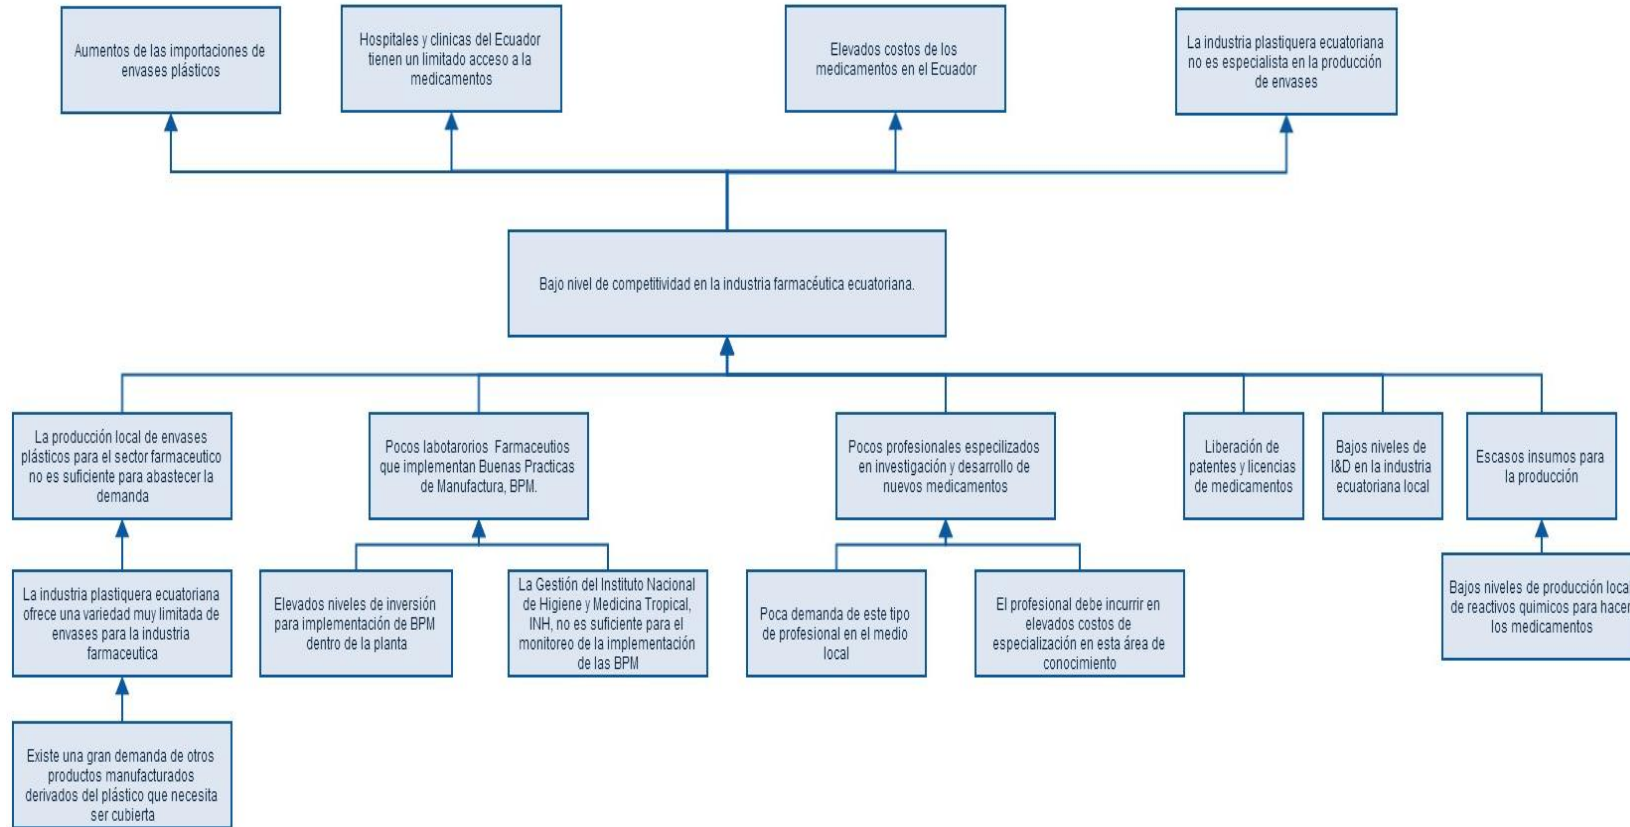 Aumentos de las importaciones de
envases plásticos
Hospitales y clinicas del Ecuador
tienen un limitado acceso a la
medicamentos
Elevados costos de los
medicamentos en el Ecuador
La industria plastiquera ecuatoriana
no es especialista en la producción
de envases
Bajo nivel de competitividad en la industria farmacéutica ecuatoriana.
La producción local de envases
plásticos para el sector farmaceutico
no es suficiente para abastecer la
demanda
Pocos labotarorios Farmaceutios
que implementan Buenas Practicas
de Manufactura, BPM.
Pocos profesionales especilizados
en investigación y desarrollo de
nuevos medicamentos
Liberación de
patentes y licencias
de medicamentos
Bajos niveles de
I&D en la industria
ecuatoriana local
Escasos insumos para
la producción
La industria plastiquera ecuatoriana
ofrece una variedad muy limitada de
envases para la industria
farmaceutica
Elevados niveles de inversión
para implementación de BPM
dentro de la planta
La Gestión del Instituto Nacional
de Higiene y Medicina Tropical,
INH, no es suficiente para el
monitoreo de la implementación
de las BPM
Poca demanda de este tipo
de profesional en el medio
local
El profesional debe incurrir en
elevados costos de
especialización en esta área de
conocimiento
Bajos niveles de producción local
de reactivos quimicos para hacer
los medicamentos
Existe una gran demanda de otros
productos manufacturados
derivados del plástico que necesita
ser cubierta